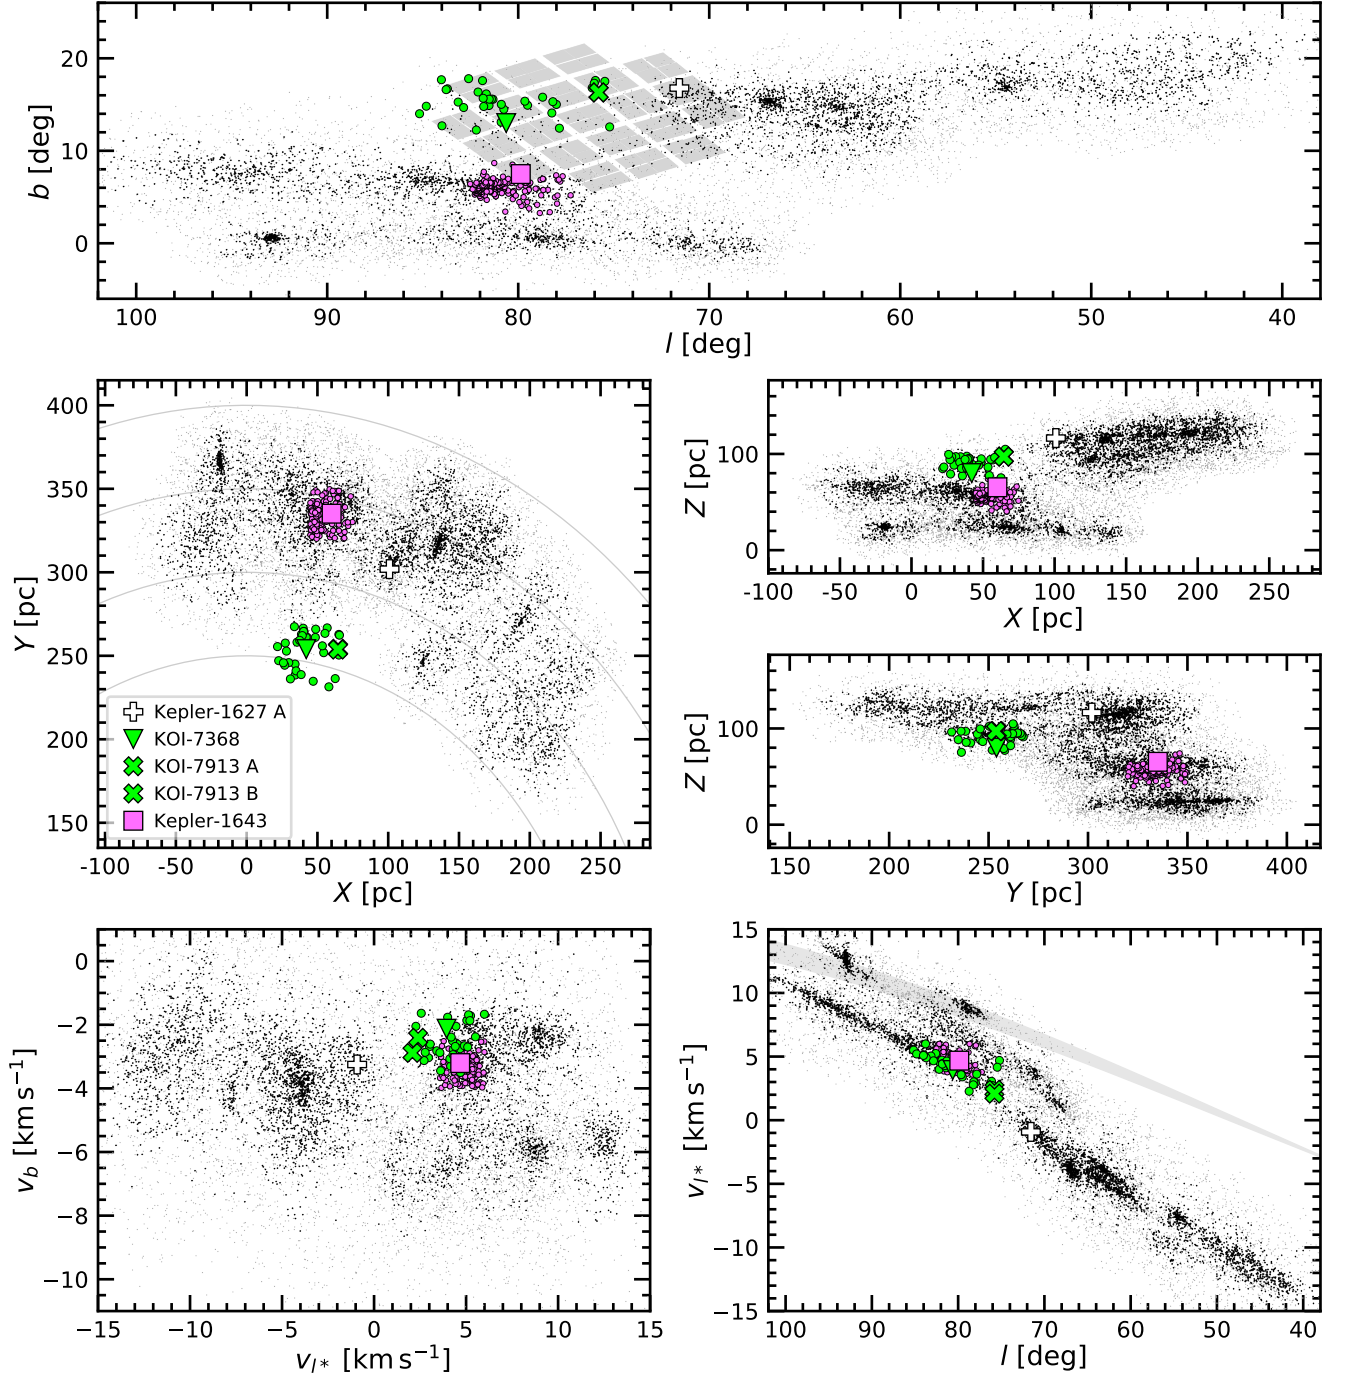 20
10
0
b [deg]
100 90 80 70 60 50 40
l [deg]
400
350
300
250
200
150
Y [pc]
Kepler-1627 A
KOI-7368
KOI-7913 A
KOI-7913 B
Kepler-1643
-100 -50 0 50 100 150 200 250
X [pc]
100
0
Z [pc]
-100 -50 0 50 100 150 200 250
X [pc]
100
0
Z [pc]
150 200 250 300 350 400
Y [pc]
0
−2
−4
−6
−8
−10
v_b [km s⁻¹]
−15 −10 −5 0 5 10 15
v_{l*} [km s⁻¹]
15
10
5
0
−5
−10
−15
v_{l*} [km s⁻¹]
100 90 80 70 60 50 40
l [deg]